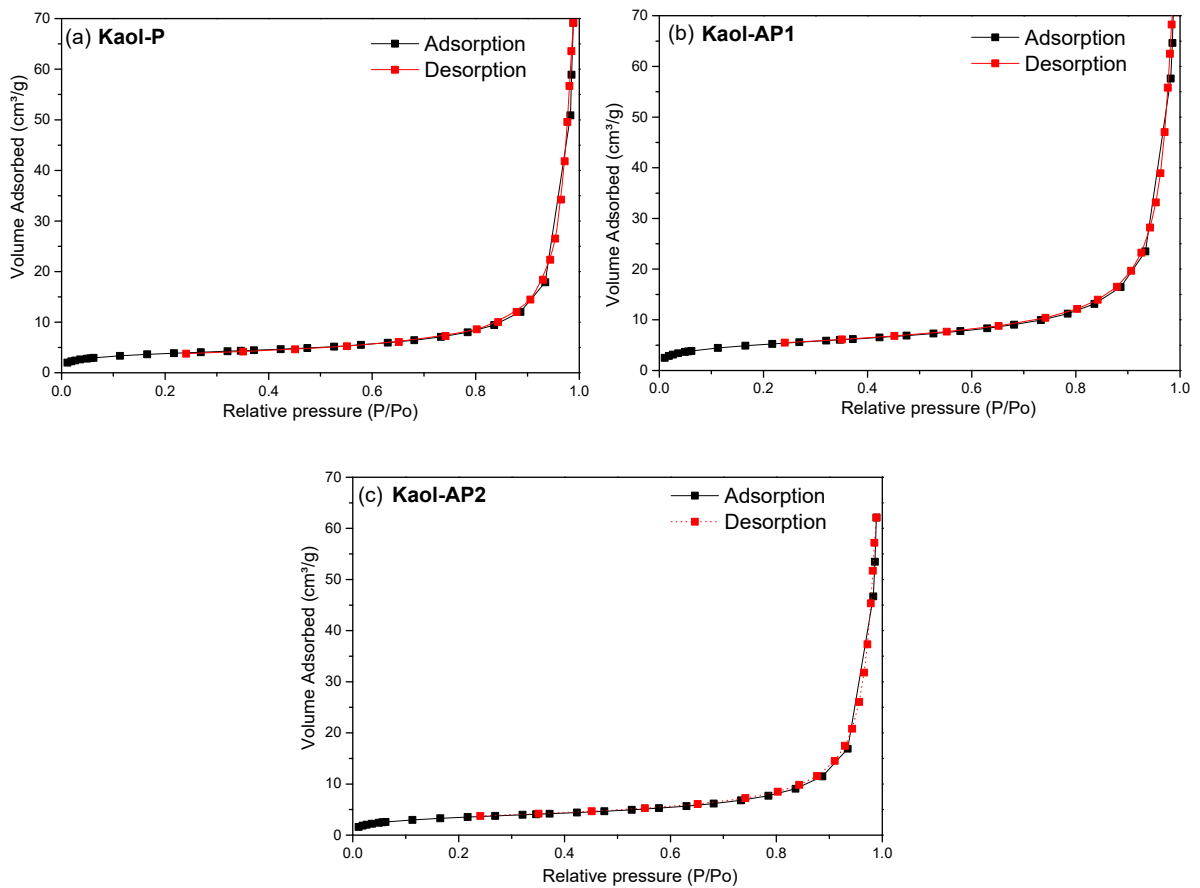 (a) Kaol-P
Adsorption
Desorption
Volume Adsorbed (cm³/g)
70
60
50
40
30
20
10
0
0.0 0.2 0.4 0.6 0.8 1.0
Relative pressure (P/Po)
(b) Kaol-AP1
Adsorption
Desorption
Volume Adsorbed (cm³/g)
70
60
50
40
30
20
10
0
0.0 0.2 0.4 0.6 0.8 1.0
Relative pressure (P/Po)
(c) Kaol-AP2
Adsorption
Desorption
Volume Adsorbed (cm³/g)
70
60
50
40
30
20
10
0
0.0 0.2 0.4 0.6 0.8 1.0
Relative pressure (P/Po)